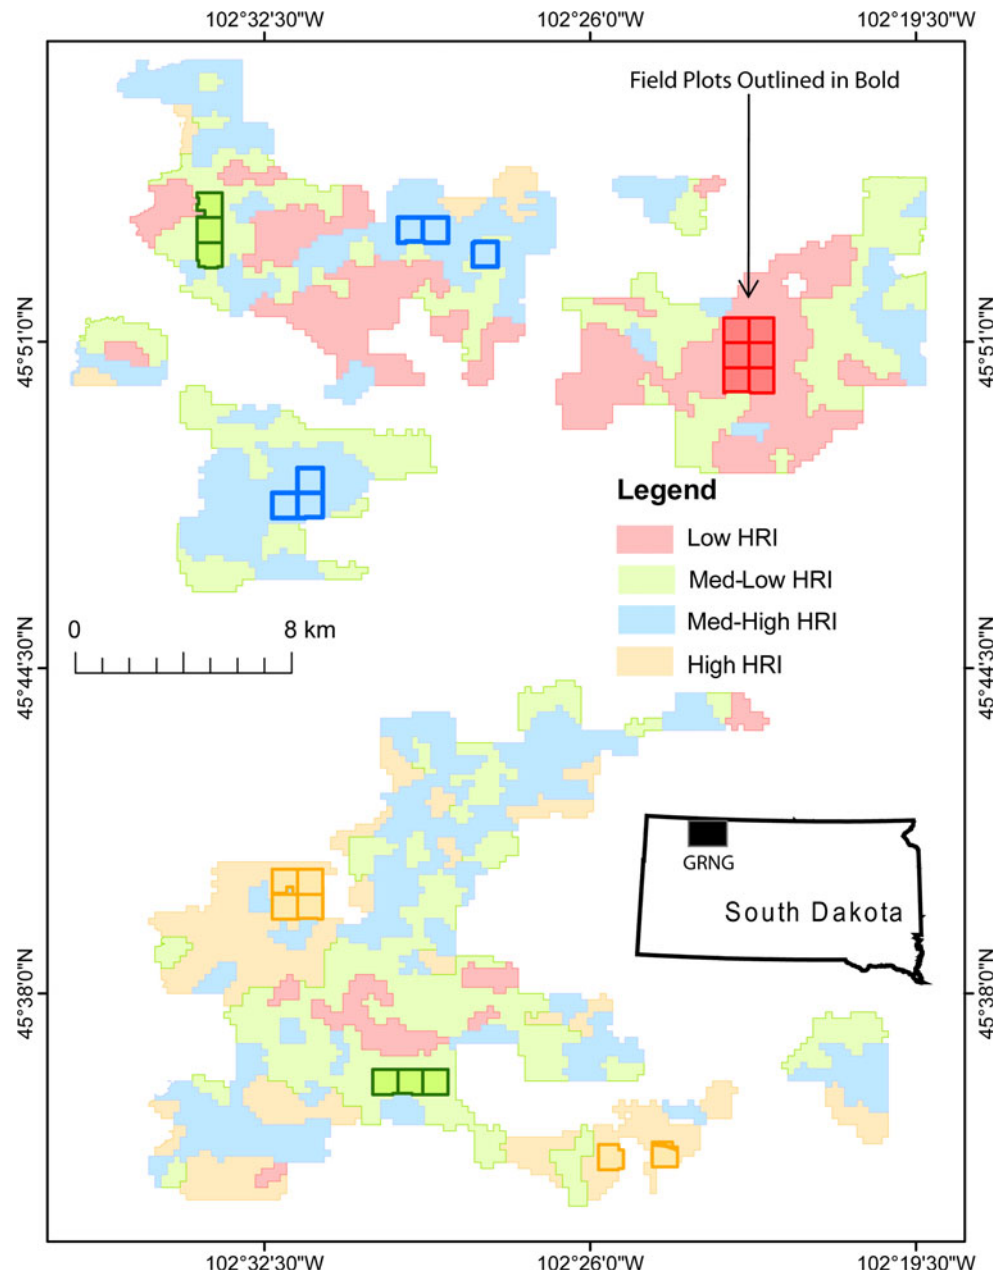 102°32'30"W 102°26'0"W 102°19'30"W
Field Plots Outlined in Bold
45°51'0"N 45°51'0"N
Legend
Low HRI
Med-Low HRI
Med-High HRI
High HRI
0 8 km
45°44'30"N 45°44'30"N
GRNG
South Dakota
45°38'0"N 45°38'0"N
102°32'30"W 102°26'0"W 102°19'30"W